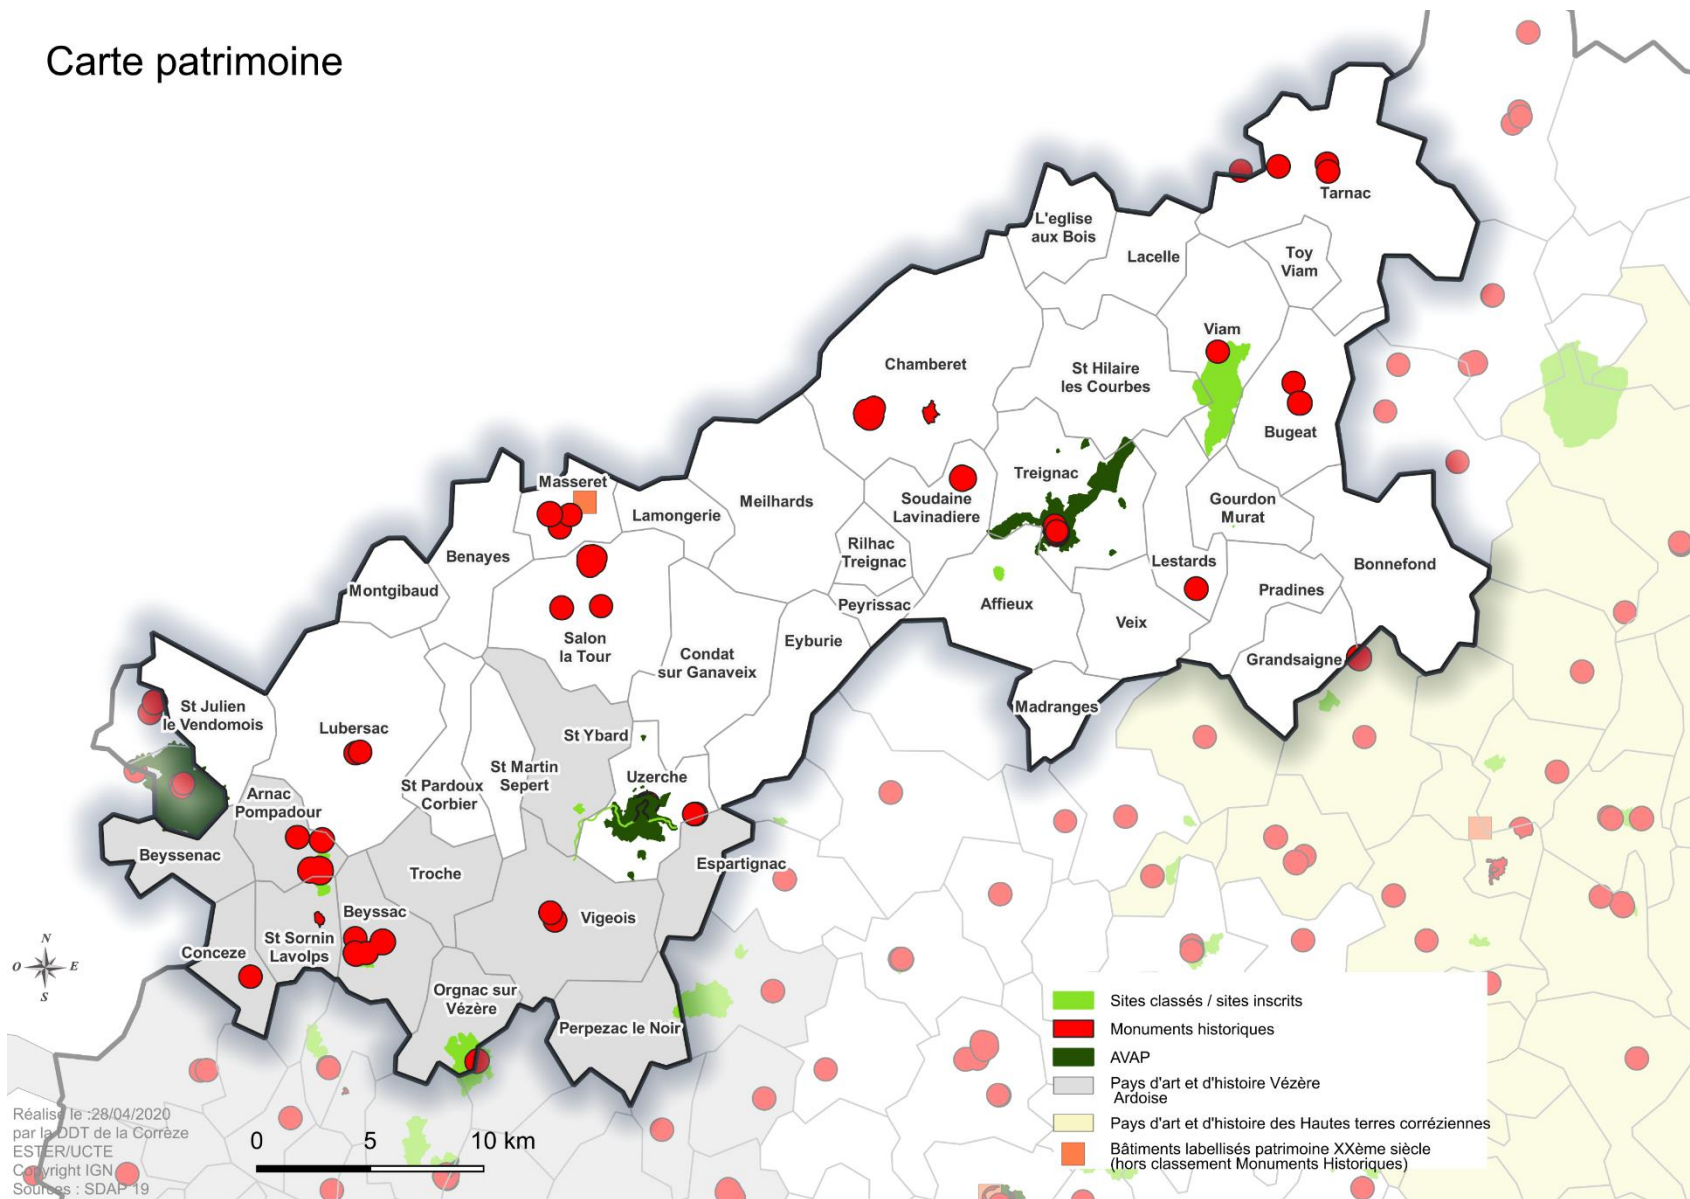 Carte patrimoine
Tarnac
L'eglise
aux Bois
Lacelle
Toy
Viam
Viam
Chamberet
St Hilaire
les Courbes
Bugeat
Treignac
Masseret
Meilhards
Soudaine
Lavinadiere
Gourdon
Murat
Lamongerie
Benayes
Rilhac
Treignac
Lestards
Bonnefond
Montgibaud
Pradines
Peyrissac
Affieux
Veix
Salon
la Tour
Eyburie
Condat
sur Ganaveix
Grandsaigne
Madranges
St Julien
le Vendomois
Lubersac
St Ybard
St Martin
Sepert
Uzerche
St Pardoux
Corbier
Arnac
Pompadour
Beyssenac
Troche
Espartignac
Beyssac
Vigeois
St Sornin
Lavolps
Conceze
Orgnac sur
Vézère
Perpezac le Noir
N
O
E
S
Sites classés / sites inscrits
Monuments historiques
AVAP
Pays d'art et d'histoire Vézère
Ardoise
Pays d'art et d'histoire des Hautes terres corréziennes
Bâtiments labellisés patrimoine XXème siècle
(hors classement Monuments Historiques)
Réalisé le :28/04/2020
par la DDT de la Corrèze
ESTER/UCTE
Copyright IGN
Sources : SDAP 19
0 5 10 km